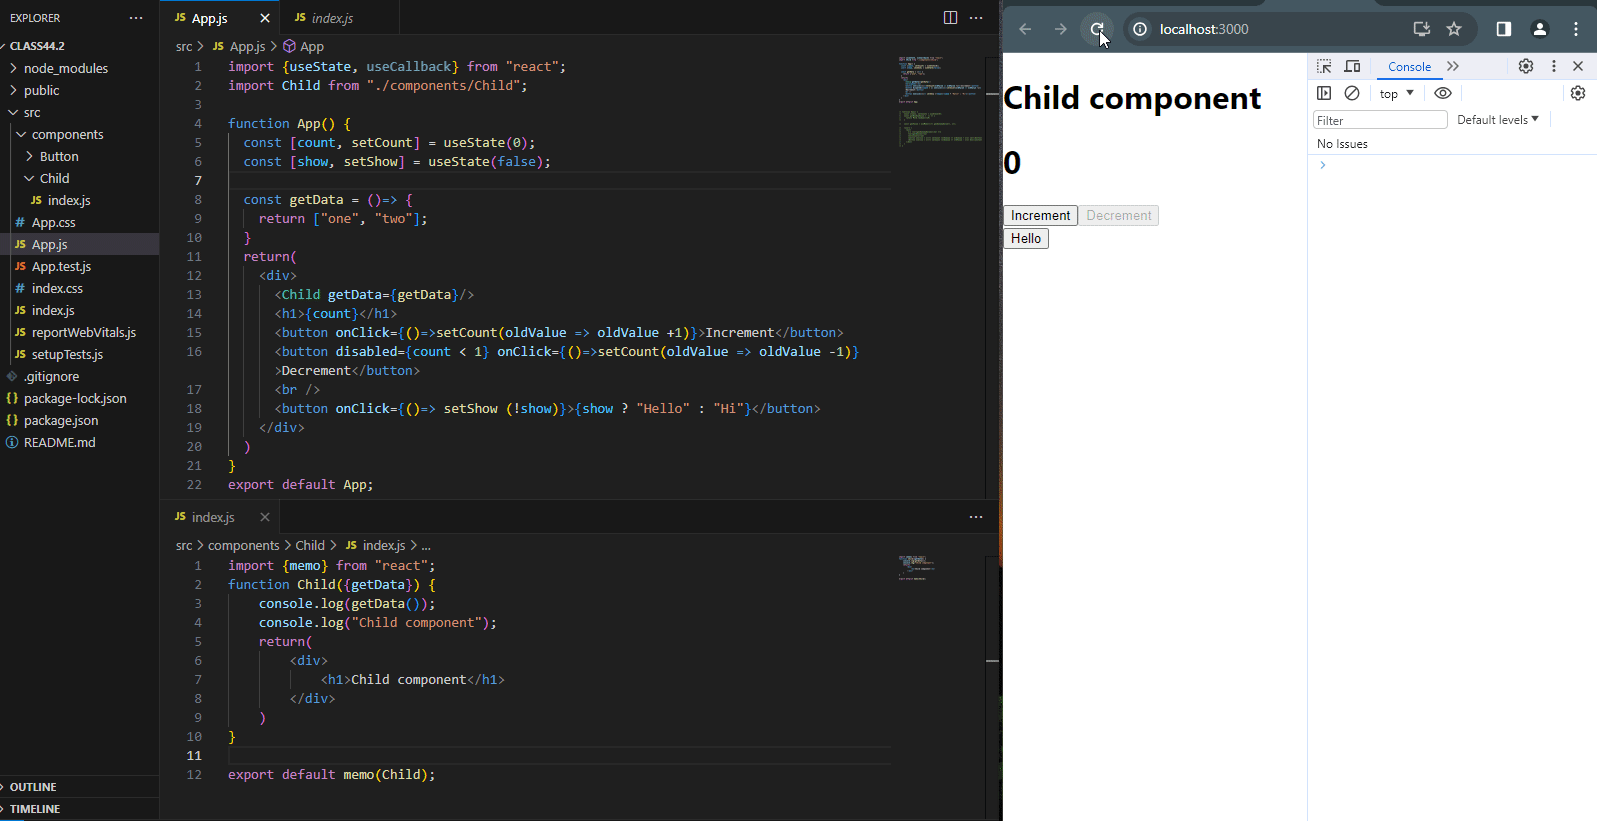 EXPLORER
CLASS44.2
node_modules
public
src
components
Button
Child
JS index.js
# App.css
JS App.js
JS App.test.js
# index.css
JS index.js
JS reportWebVitals.js
JS setupTests.js
.gitignore
{} package-lock.json
{} package.json
README.md
OUTLINE
TIMELINE
JS App.js JS index.js
src > JS App.js > App
1 import {useState, useCallback} from "react";
2 import Child from "./components/Child";
3
4 function App() {
5 const [count, setCount] = useState(0);
6 const [show, setShow] = useState(false);
7
8 const getData = ()=> {
9 return ["one", "two"];
10 }
11 return(
12 <div>
13 <Child getData={getData}/>
14 <h1>{count}</h1>
15 <button onClick={()=>setCount(oldValue => oldValue +1)}>Increment</button>
16 <button disabled={count < 1} onClick={()=>setCount(oldValue => oldValue -1)}
>Decrement</button>
17 <br />
18 <button onClick={()=> setShow (!show)}>{show ? "Hello" : "Hi"}</button>
19 </div>
20 )
21 }
22 export default App;
JS index.js
src > components > Child > JS index.js > ...
1 import {memo} from "react";
2 function Child({getData}) {
3 console.log(getData());
4 console.log("Child component");
5 return(
6 <div>
7 <h1>Child component</h1>
8 </div>
9 )
10 }
11
12 export default memo(Child);
localhost:3000
Child component
0
Increment Decrement
Hello
Console
top
Filter Default levels
No Issues